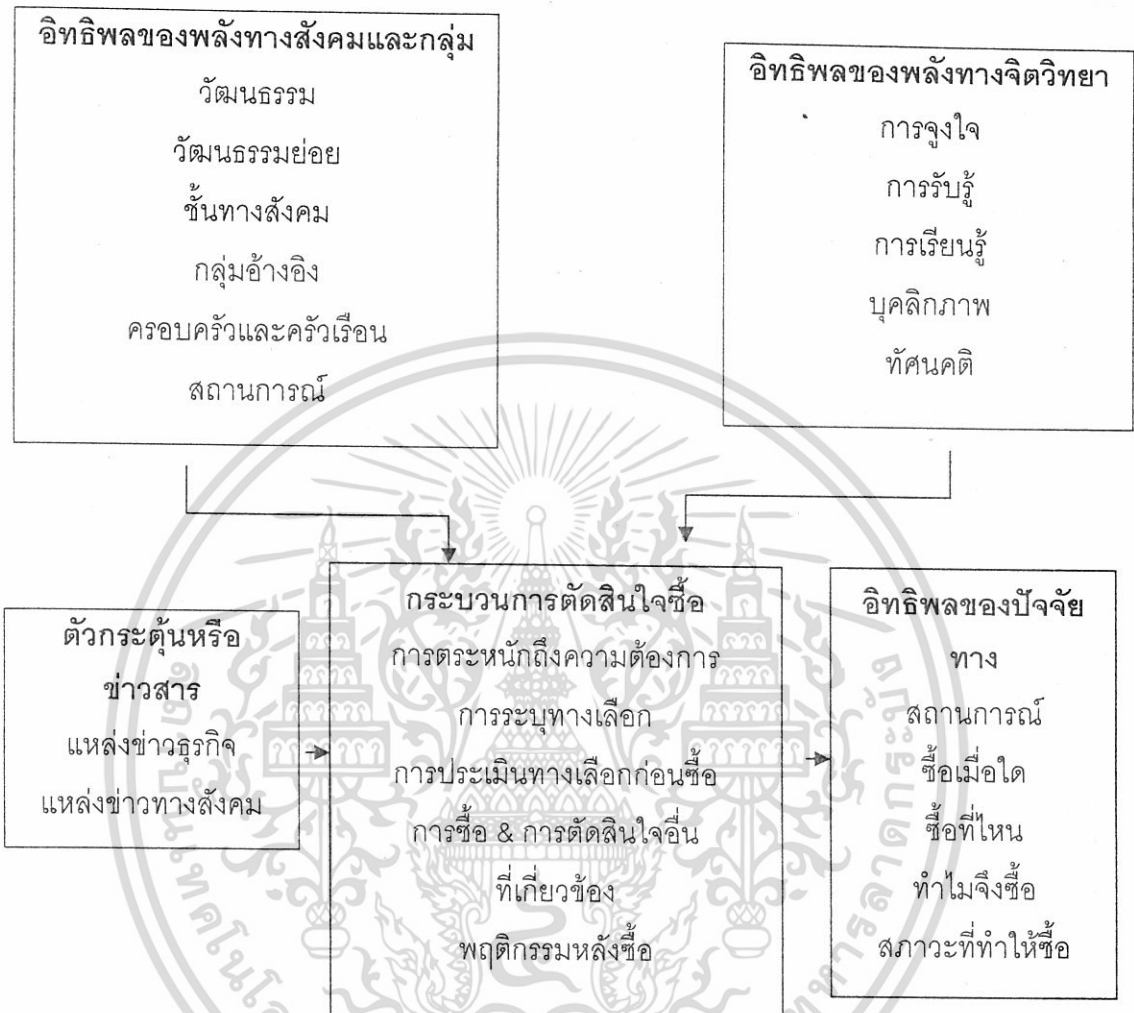 อิทธิพลของพลังทางสังคมและกลุ่ม
วัฒนธรรม
วัฒนธรรมย่อย
ชั้นทางสังคม
กลุ่มอ้างอิง
ครอบครัวและครัวเรือน
สถานการณ์
อิทธิพลของพลังทางจิตวิทยา
การจูงใจ
การรับรู้
การเรียนรู้
บุคลิกภาพ
ทัศนคติ
ตัวกระตุ้นหรือ
ข่าวสาร
แหล่งข่าวธุรกิจ
แหล่งข่าวทางสังคม
กระบวนการตัดสินใจซื้อ
การตระหนักถึงความต้องการ
การระบุทางเลือก
การประเมินทางเลือกก่อนซื้อ
การซื้อ & การตัดสินใจอื่น
ที่เกี่ยวข้อง
พฤติกรรมหลังซื้อ
อิทธิพลของปัจจัย
ทาง
สถานการณ์
ซื้อเมื่อใด
ซื้อที่ไหน
ทำไมจึงซื้อ
สภาวะที่ทำให้ซื้อ